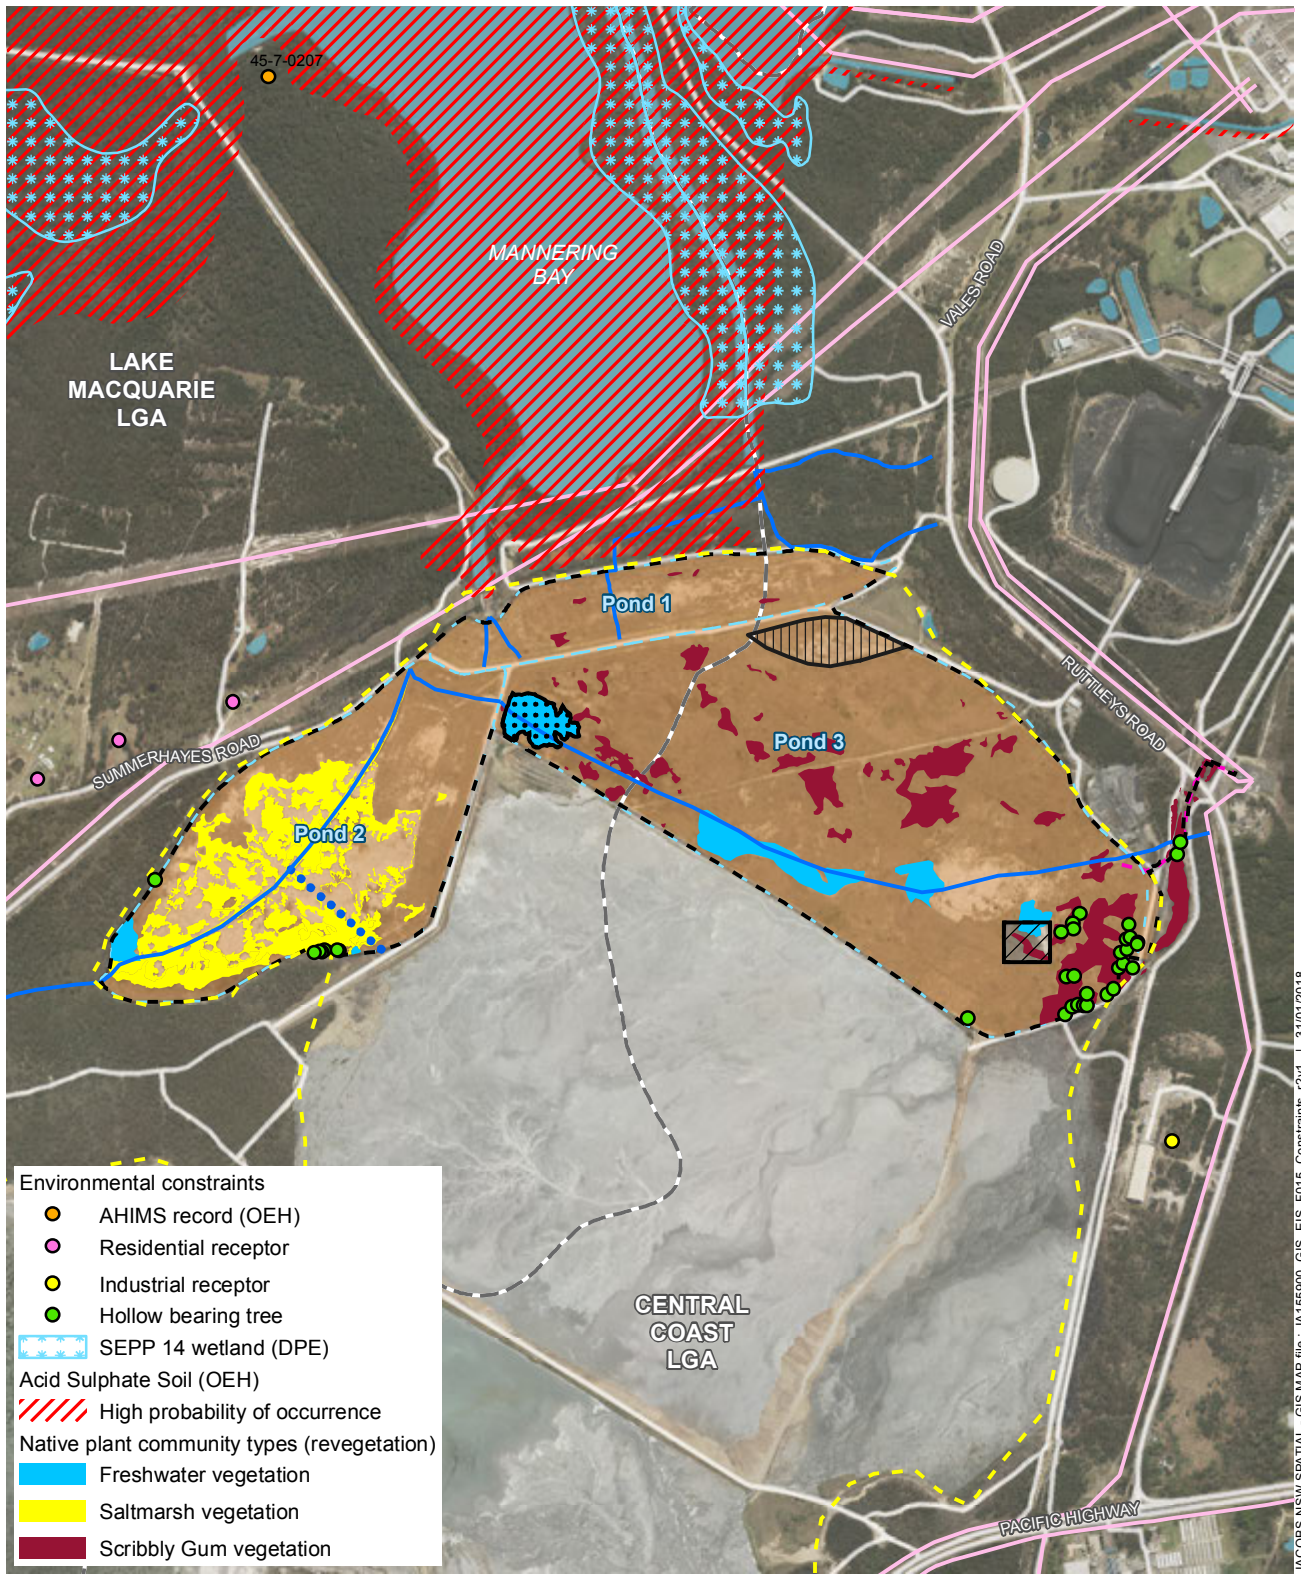 45-7-0207
MANNERING
BAY
VALES ROAD
LAKE
MACQUARIE
LGA
Pond 1
RUTTLEYS ROAD
Pond 3
SUMMERHAYES ROAD
Pond 2
CENTRAL
COAST
LGA
PACIFIC HIGHWAY
Environmental constraints
AHIMS record (OEH)
Residential receptor
Industrial receptor
Hollow bearing tree
SEPP 14 wetland (DPE)
Acid Sulphate Soil (OEH)
High probability of occurrence
Native plant community types (revegetation)
Freshwater vegetation
Saltmarsh vegetation
Scribbly Gum vegetation